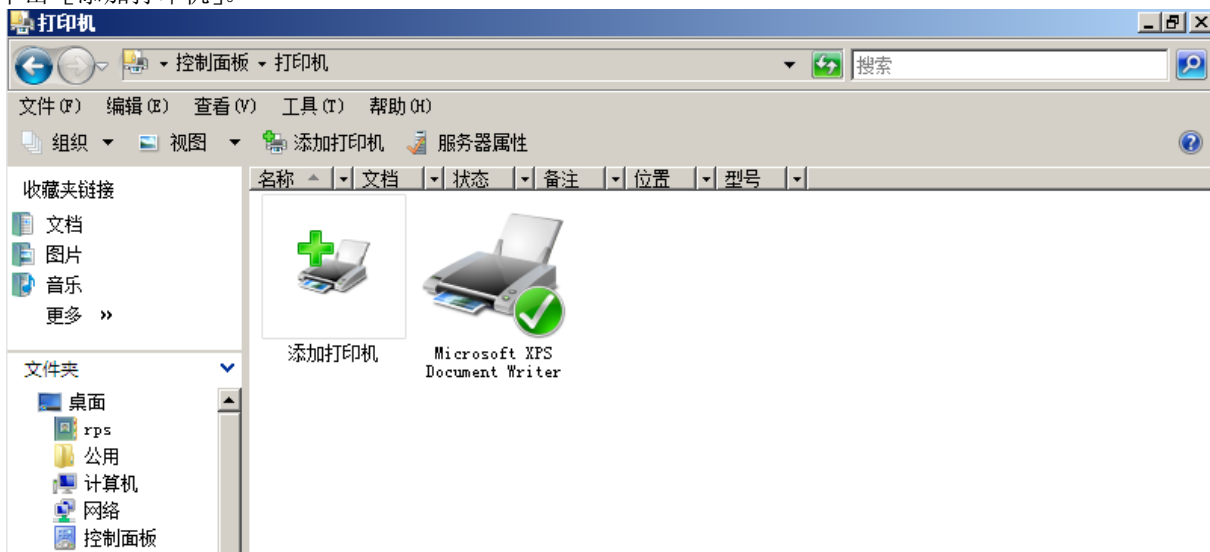 打印机
控制面板 打印机
搜索
文件(F) 编辑(E) 查看(V) 工具(T) 帮助(H)
组织 视图 添加打印机 服务器属性
收藏夹链接
文档
图片
音乐
更多 »
文件夹
桌面
rps
公用
计算机
网络
控制面板
名称 文档 状态 备注 位置 型号
添加打印机
Microsoft XPS
Document Writer